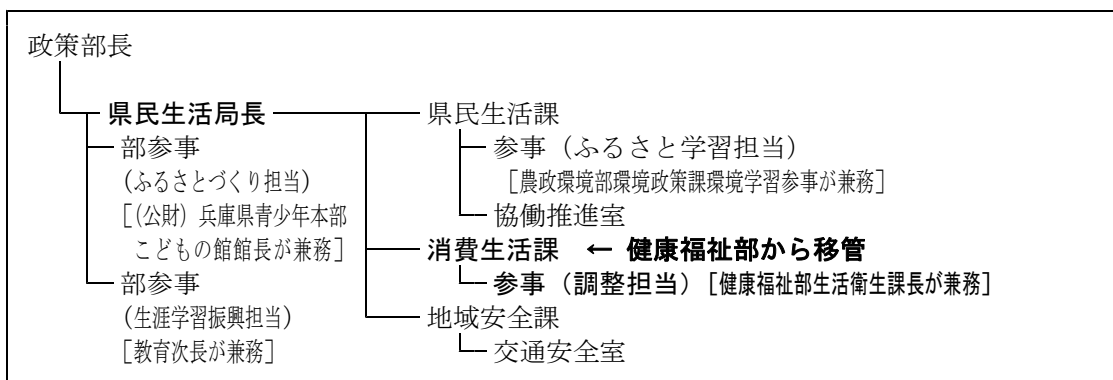 政策部長
県民生活局長
部参事
(ふるさとづくり担当)
[(公財) 兵庫県青少年本部
こどもの館館長が兼務]
部参事
(生涯学習振興担当)
[教育次長が兼務]
県民生活課
参事（ふるさと学習担当）
[農政環境部環境政策課環境学習参事が兼務]
協働推進室
消費生活課 ← 健康福祉部から移管
参事（調整担当）[健康福祉部生活衛生課長が兼務]
地域安全課
交通安全室